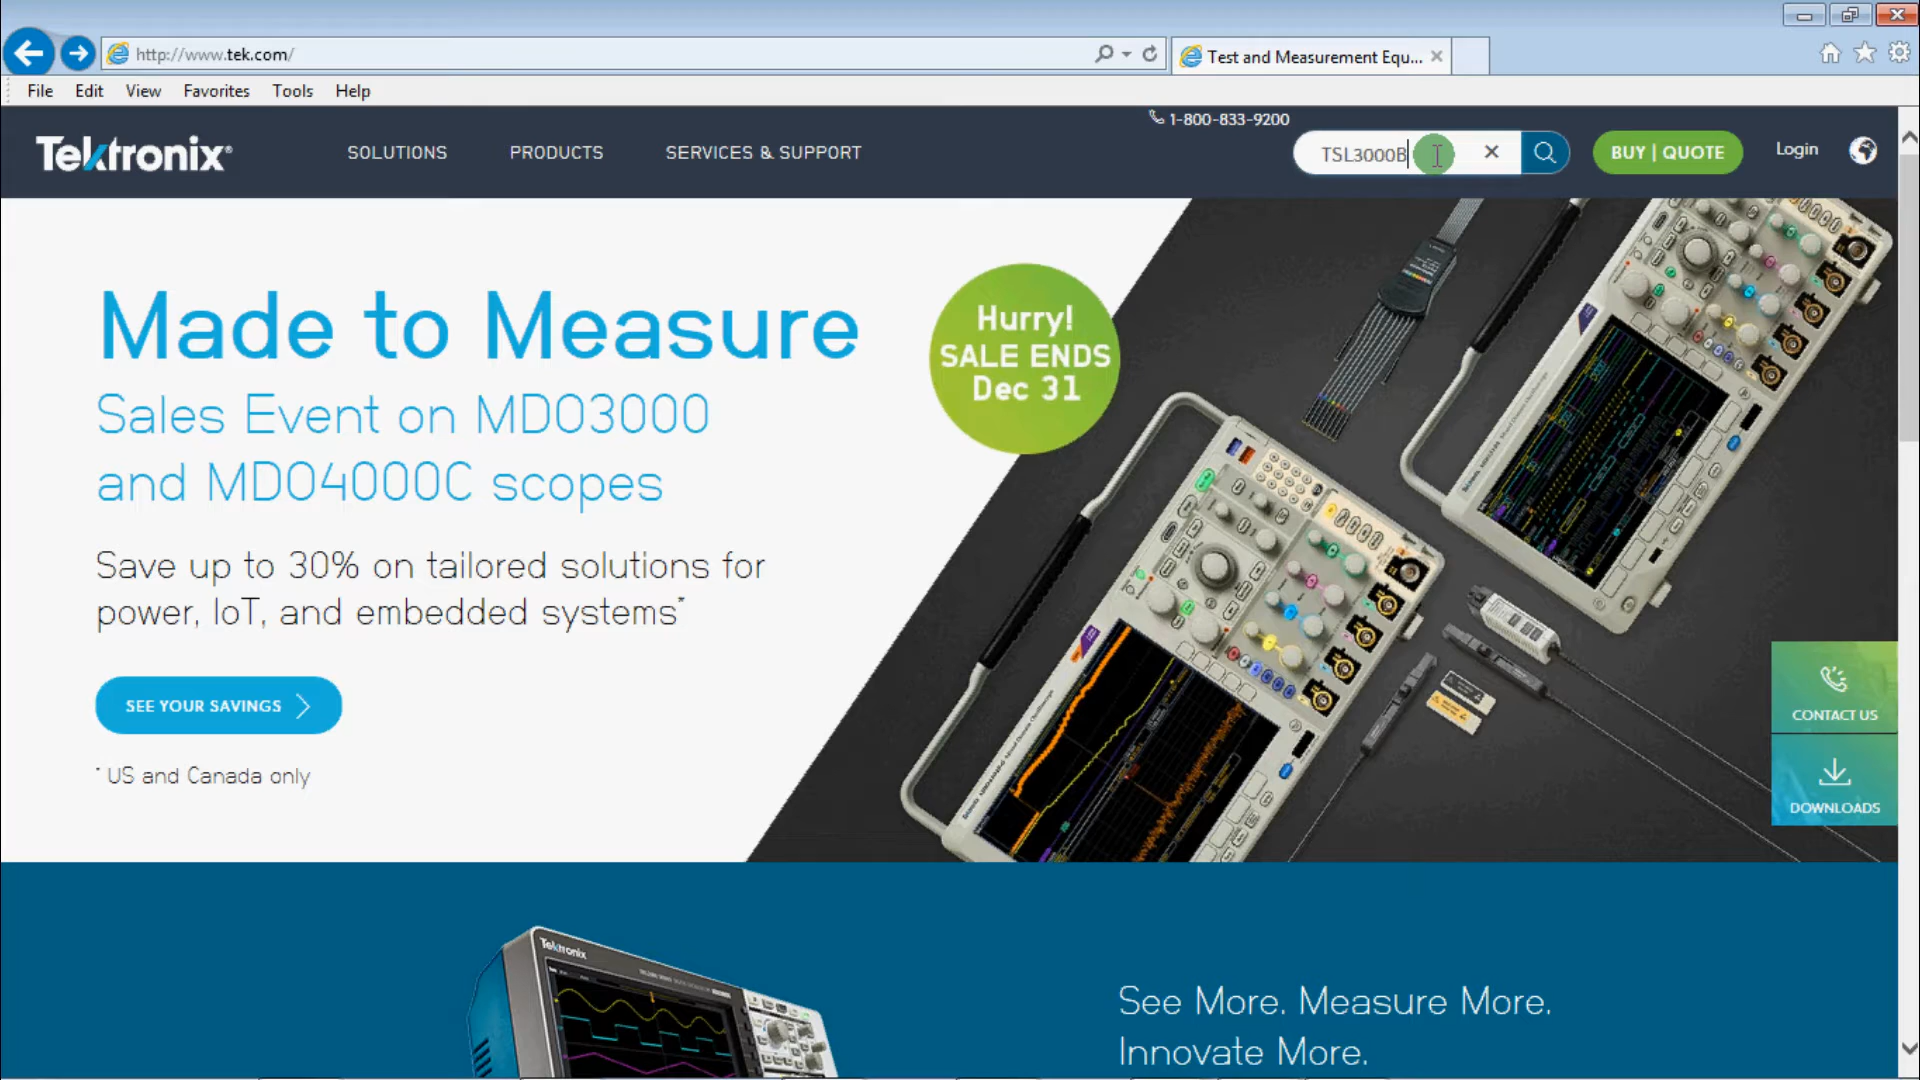 http://www.tek.com/
Test and Measurement Equ...
File Edit View Favorites Tools Help
1-800-833-9200
Tektronix
SOLUTIONS PRODUCTS SERVICES & SUPPORT
TSL3000B
BUY | QUOTE
Login
Made to Measure
Sales Event on MDO3000
and MDO4000C scopes
Hurry!
SALE ENDS
Dec 31
Save up to 30% on tailored solutions for
power, IoT, and embedded systems*
SEE YOUR SAVINGS
* US and Canada only
CONTACT US
DOWNLOADS
Tektronix
See More. Measure More.
Innovate More.